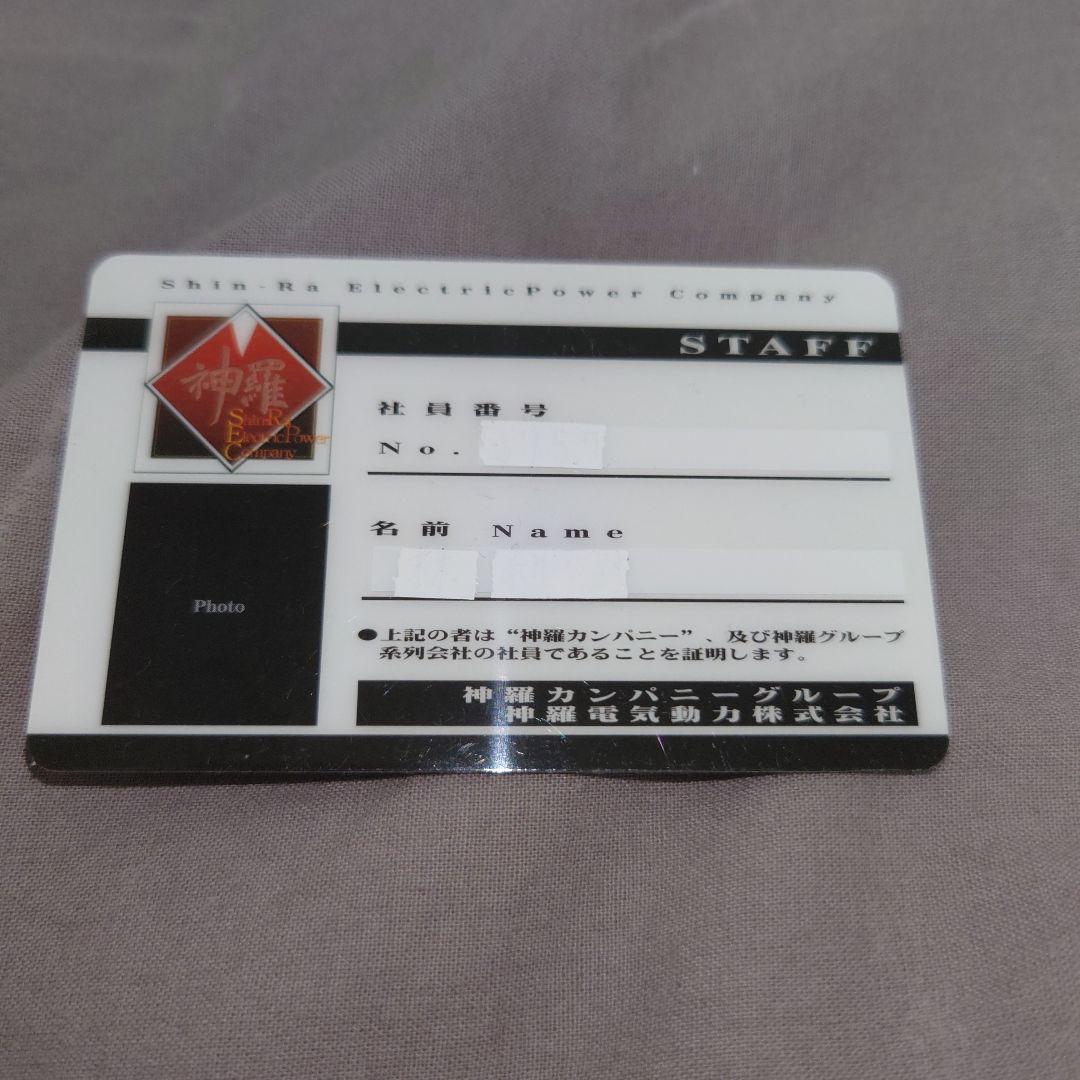 Shin-Ra ElectricPower Company
STAFF
神羅
Shin-Ra
ElectricPower
Company
社員番号
No.
名前 Name
Photo
●上記の者は“神羅カンパニー”、及び神羅グループ
系列会社の社員であることを証明します。
神羅カンパニーグループ
神羅電気動力株式会社